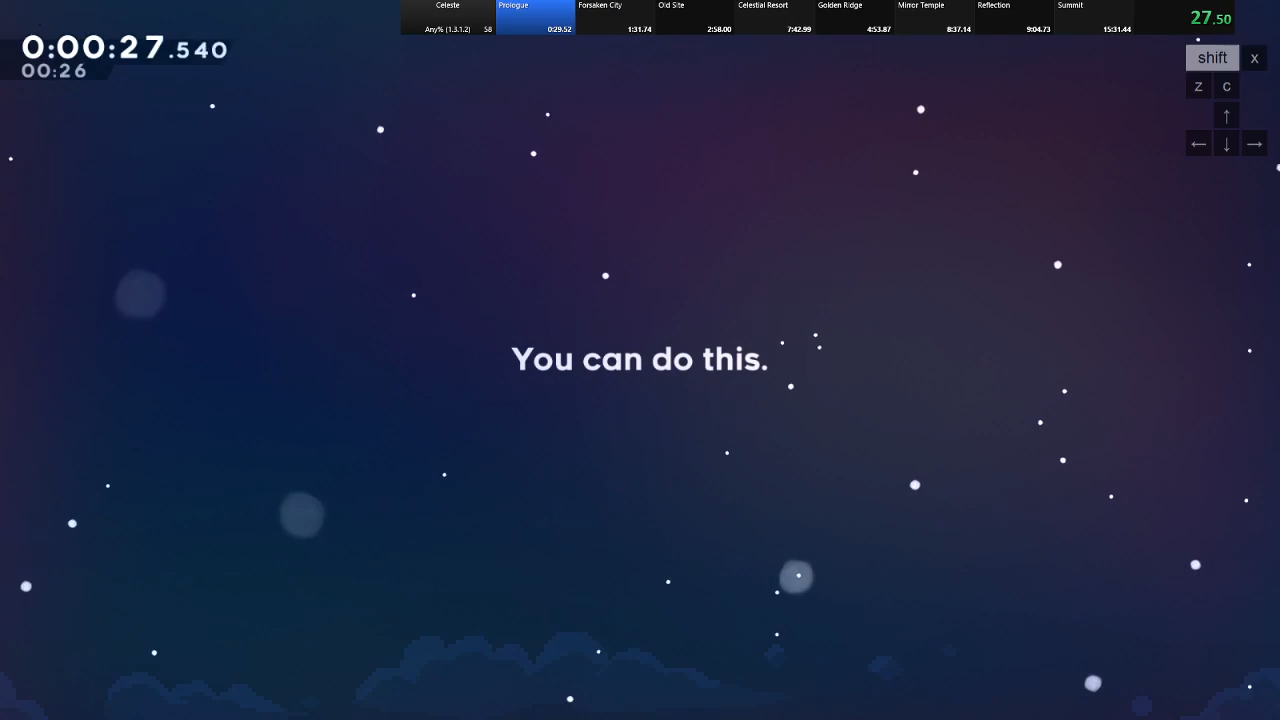 Celeste
Any% (1.3.1.2) 58
Prologue
0:29.52
Forsaken City
1:31.74
Old Site
2:58.00
Celestial Resort
7:42.99
Golden Ridge
4:53.87
Mirror Temple
8:37.14
Reflection
9:04.73
Summit
15:31.44
27.50
0:00:27.540
00:26
shift x
z c
↑
← ↓ →
You can do this.